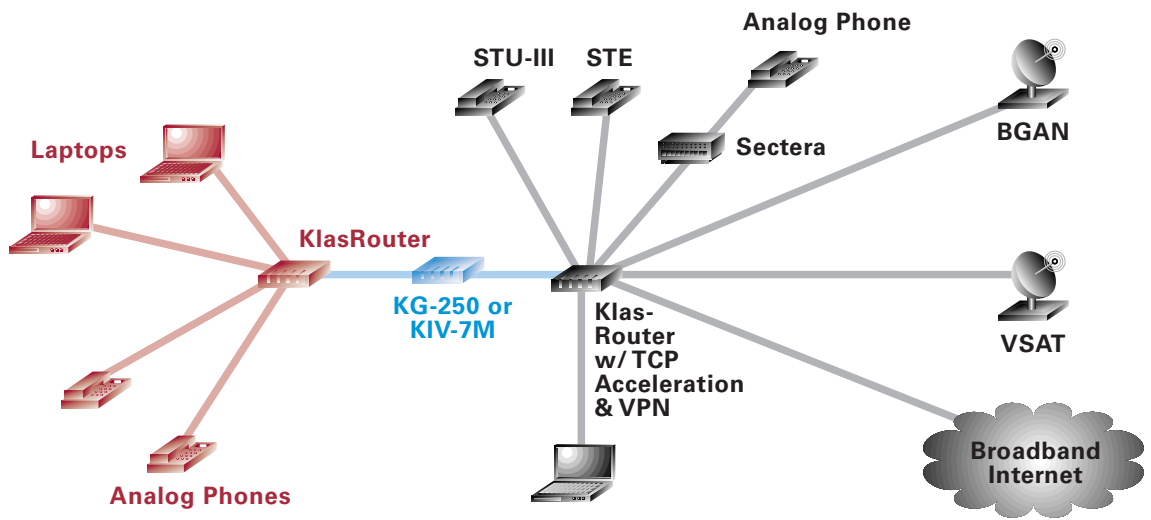 Analog Phone
STU-III
STE
BGAN
Laptops
Sectera
KlasRouter
KG-250 or
KIV-7M
Klas-
Router
w/ TCP
Acceleration
& VPN
VSAT
Broadband
Internet
Analog Phones